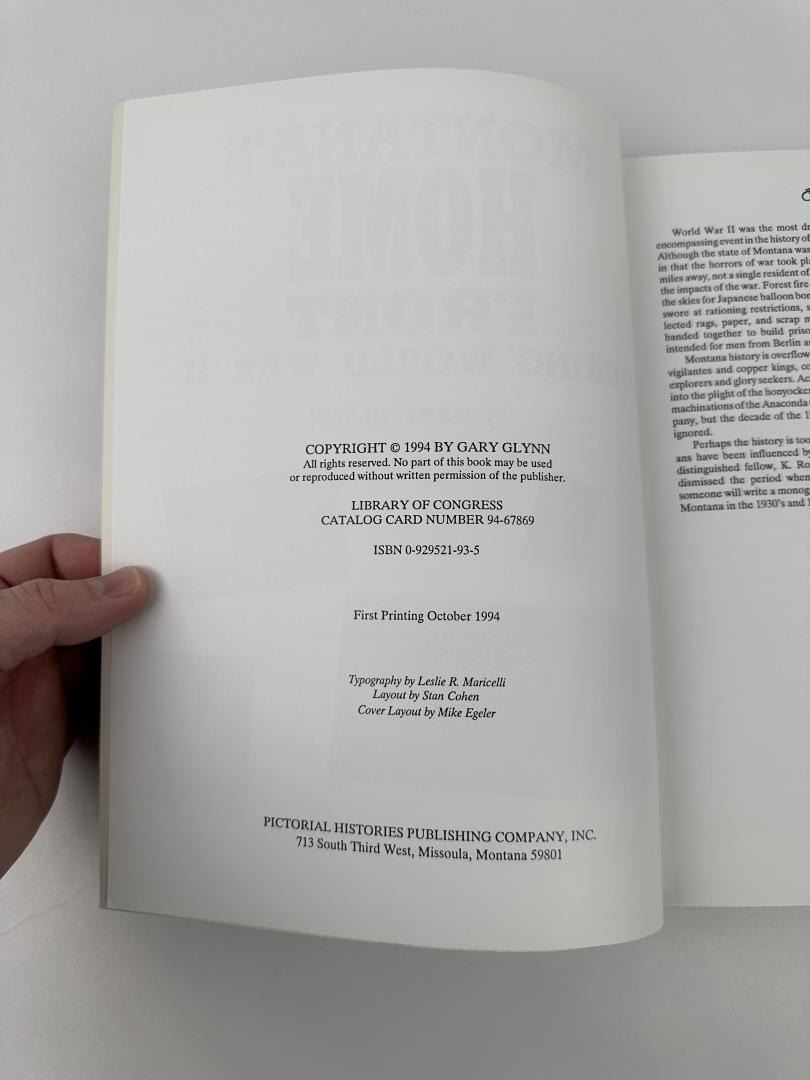 COPYRIGHT © 1994 BY GARY GLYNN
All rights reserved. No part of this book may be used
or reproduced without written permission of the publisher.
LIBRARY OF CONGRESS
CATALOG CARD NUMBER 94-67869
ISBN 0-929521-93-5
First Printing October 1994
Typography by Leslie R. Maricelli
Layout by Stan Cohen
Cover Layout by Mike Egeler
PICTORIAL HISTORIES PUBLISHING COMPANY, INC.
713 South Third West, Missoula, Montana 59801
World War II was the most
encompassing event in the history of
Although the state of Montana was
in that the horrors of war took
miles away, not a single resident of
the impacts of the war. Forest fire
the skies for Japanese balloon
swore at rationing restrictions,
lected rags, paper, and scrap
banded together to build
intended for men from Berlin
Montana history is
vigilantes and copper kings,
explorers and glory seekers.
into the plight of the
machinations of the Anaconda
pany, but the decade of the
ignored.
Perhaps the history is too
ans have been influenced by
distinguished fellow, K.
dismissed the period when
someone will write a
Montana in the 1930's and